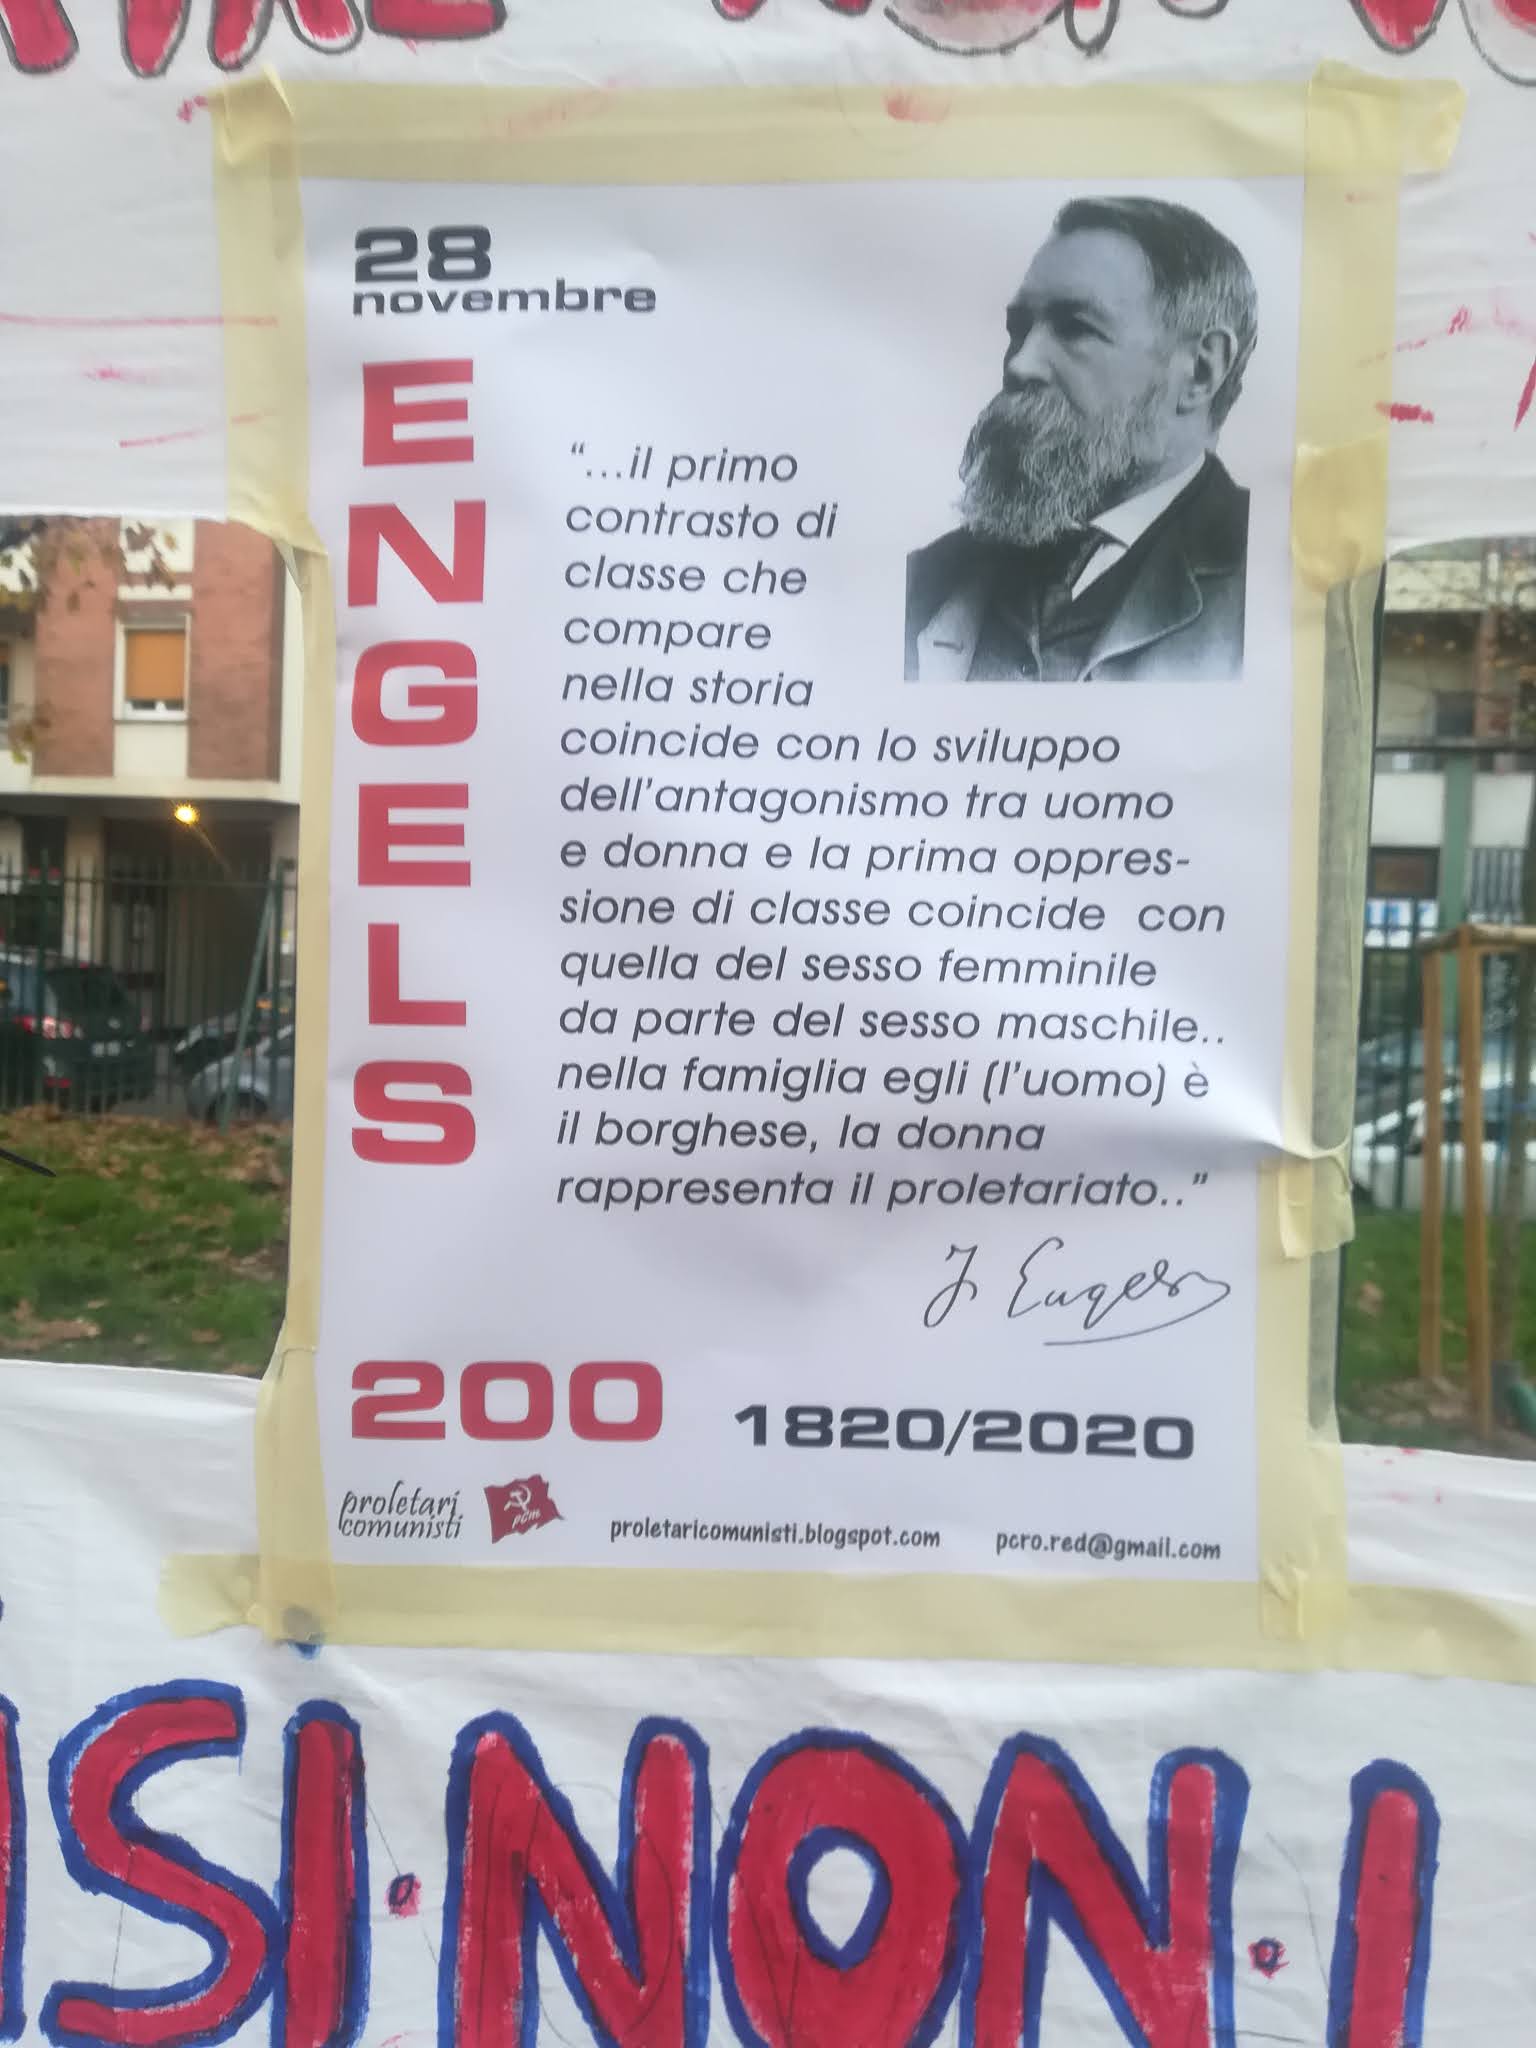 28
novembre
ENGELS
“...il primo
contrasto di
classe che
compare
nella storia
coincide con lo sviluppo
dell'antagonismo tra uomo
e donna e la prima oppres-
sione di classe coincide con
quella del sesso femminile
da parte del sesso maschile..
nella famiglia egli (l'uomo) è
il borghese, la donna
rappresenta il proletariato..”
F Engels
200 1820/2020
proletari
comunisti
pcm
proletaricomunisti.blogspot.com pcro.red@gmail.com
SI·NON·I